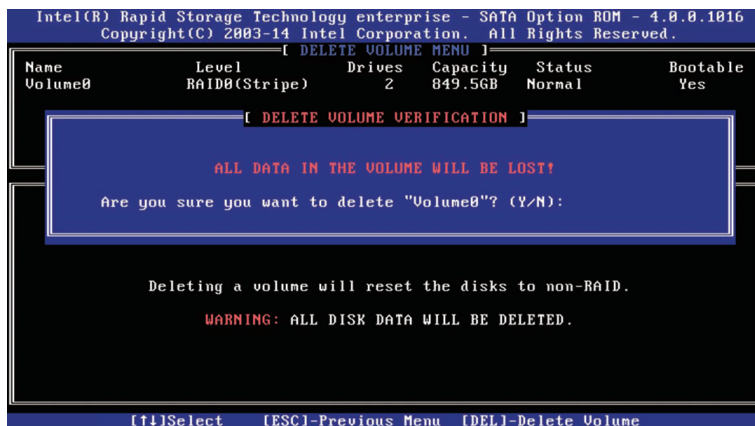 Intel(R) Rapid Storage Technology enterprise - SATA Option ROM - 4.0.0.1016
Copyright(C) 2003-14 Intel Corporation. All Rights Reserved.
[ DELETE VOLUME MENU ]
Name Level Drives Capacity Status Bootable
Volume0 RAID0(Stripe) 2 849.5GB Normal Yes
[ DELETE VOLUME VERIFICATION ]
ALL DATA IN THE VOLUME WILL BE LOST!
Are you sure you want to delete "Volume0"? (Y/N):
Deleting a volume will reset the disks to non-RAID.
WARNING: ALL DISK DATA WILL BE DELETED.
[↑↓]Select [ESC]-Previous Menu [DEL]-Delete Volume